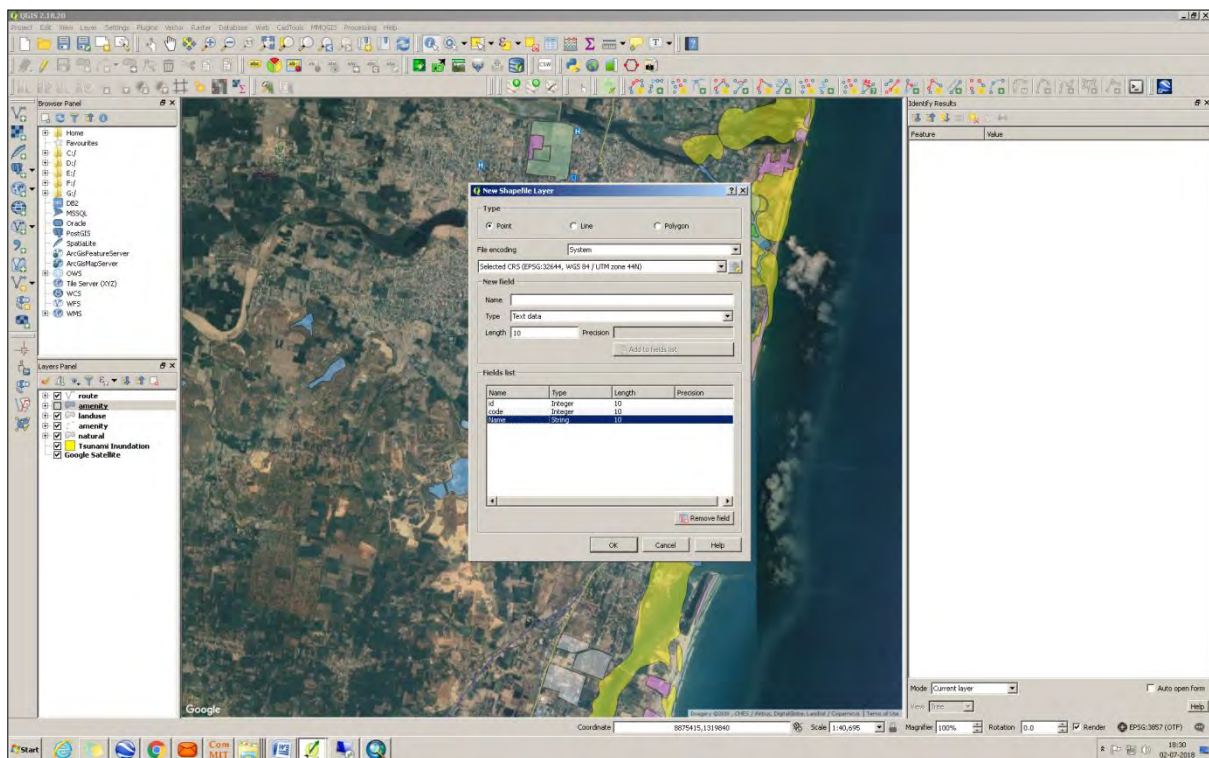 QGIS 2.18.20
Project Edit View Layer Settings Plugins Vector Raster Database Web CadTools MMQGIS Processing Help
CSW
Browser Panel
Home
Favourites
C:/
D:/
E:/
F:/
G:/
DB2
MSSQL
Oracle
PostGIS
SpatiaLite
ArcGisFeatureServer
ArcGisMapServer
OWS
Tile Server (XYZ)
WCS
WFS
WMS
Layers Panel
route
amenity
landuse
amenity
natural
Tsunami Inundation
Google Satellite
New Shapefile Layer
Type
Point Line Polygon
File encoding System
Selected CRS (EPSG:32644, WGS 84 / UTM zone 44N)
New field
Name
Type Text data
Length 10 Precision
Add to fields list
Fields list
Name Type Length Precision
id Integer 10
code Integer 10
Name String 10
Remove field
OK Cancel Help
Google
Identify Results
Feature Value
Mode Current layer Auto open form
View Tree Help
Coordinate 8875415,1319840 Scale 1:40,695 Magnifier 100% Rotation 0.0 Render EPSG:3857 (OTF)
Start
Com
MIT
18:30
02-07-2018